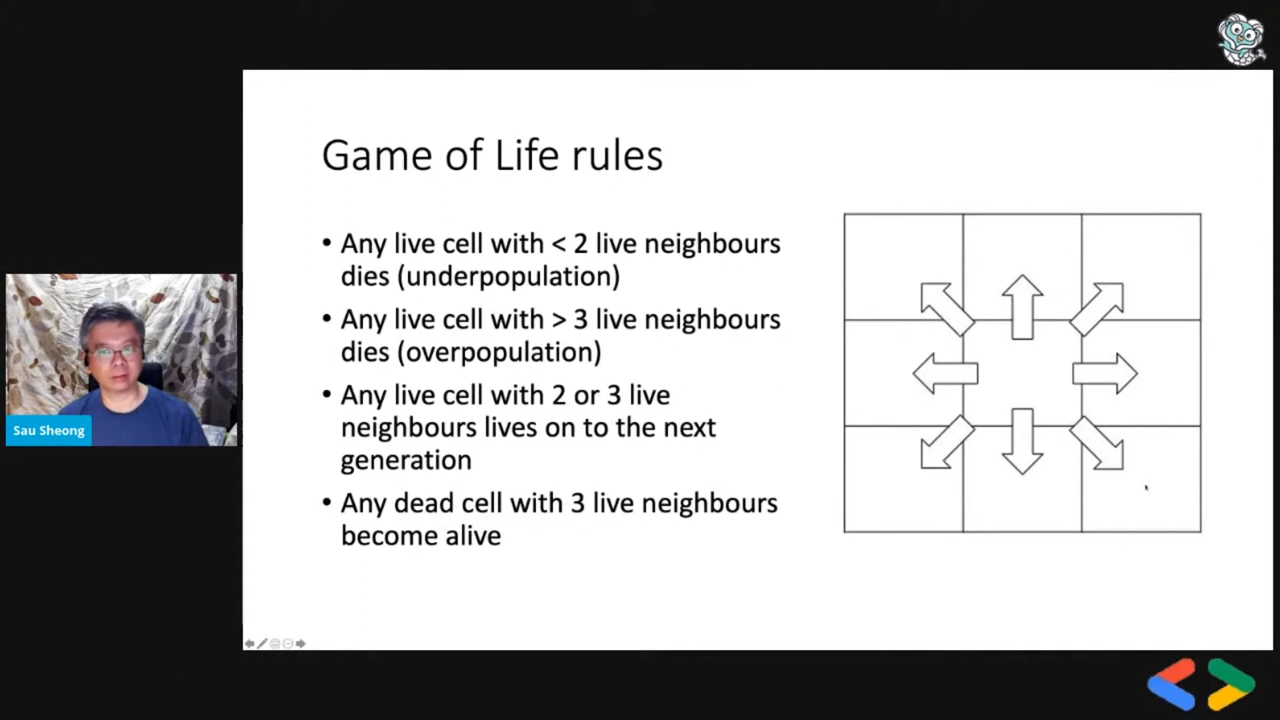 Game of Life rules
• Any live cell with < 2 live neighbours
dies (underpopulation)
• Any live cell with > 3 live neighbours
dies (overpopulation)
• Any live cell with 2 or 3 live
neighbours lives on to the next
generation
• Any dead cell with 3 live neighbours
become alive
Sau Sheong